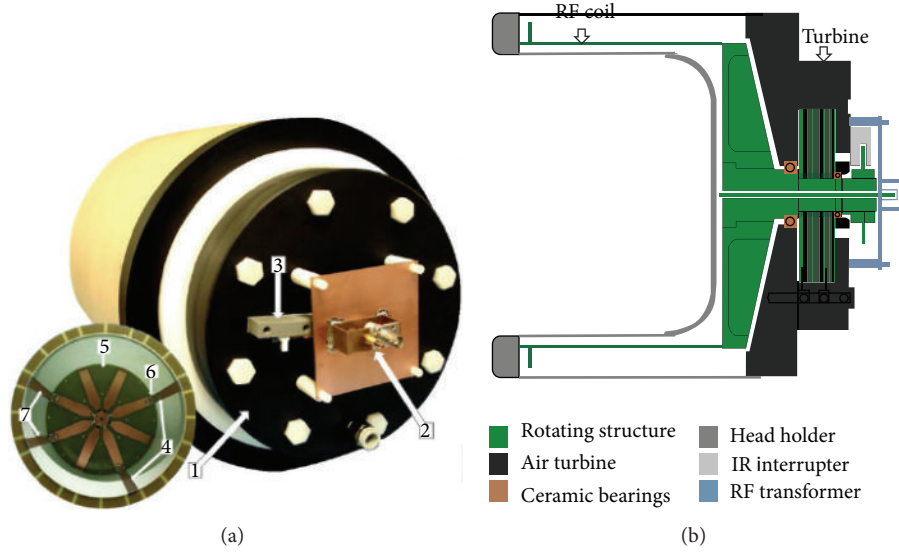 3
5
6
7
4
1
2
(a)
RF coil
Turbine
Rotating structure
Air turbine
Ceramic bearings
Head holder
IR interrupter
RF transformer
(b)